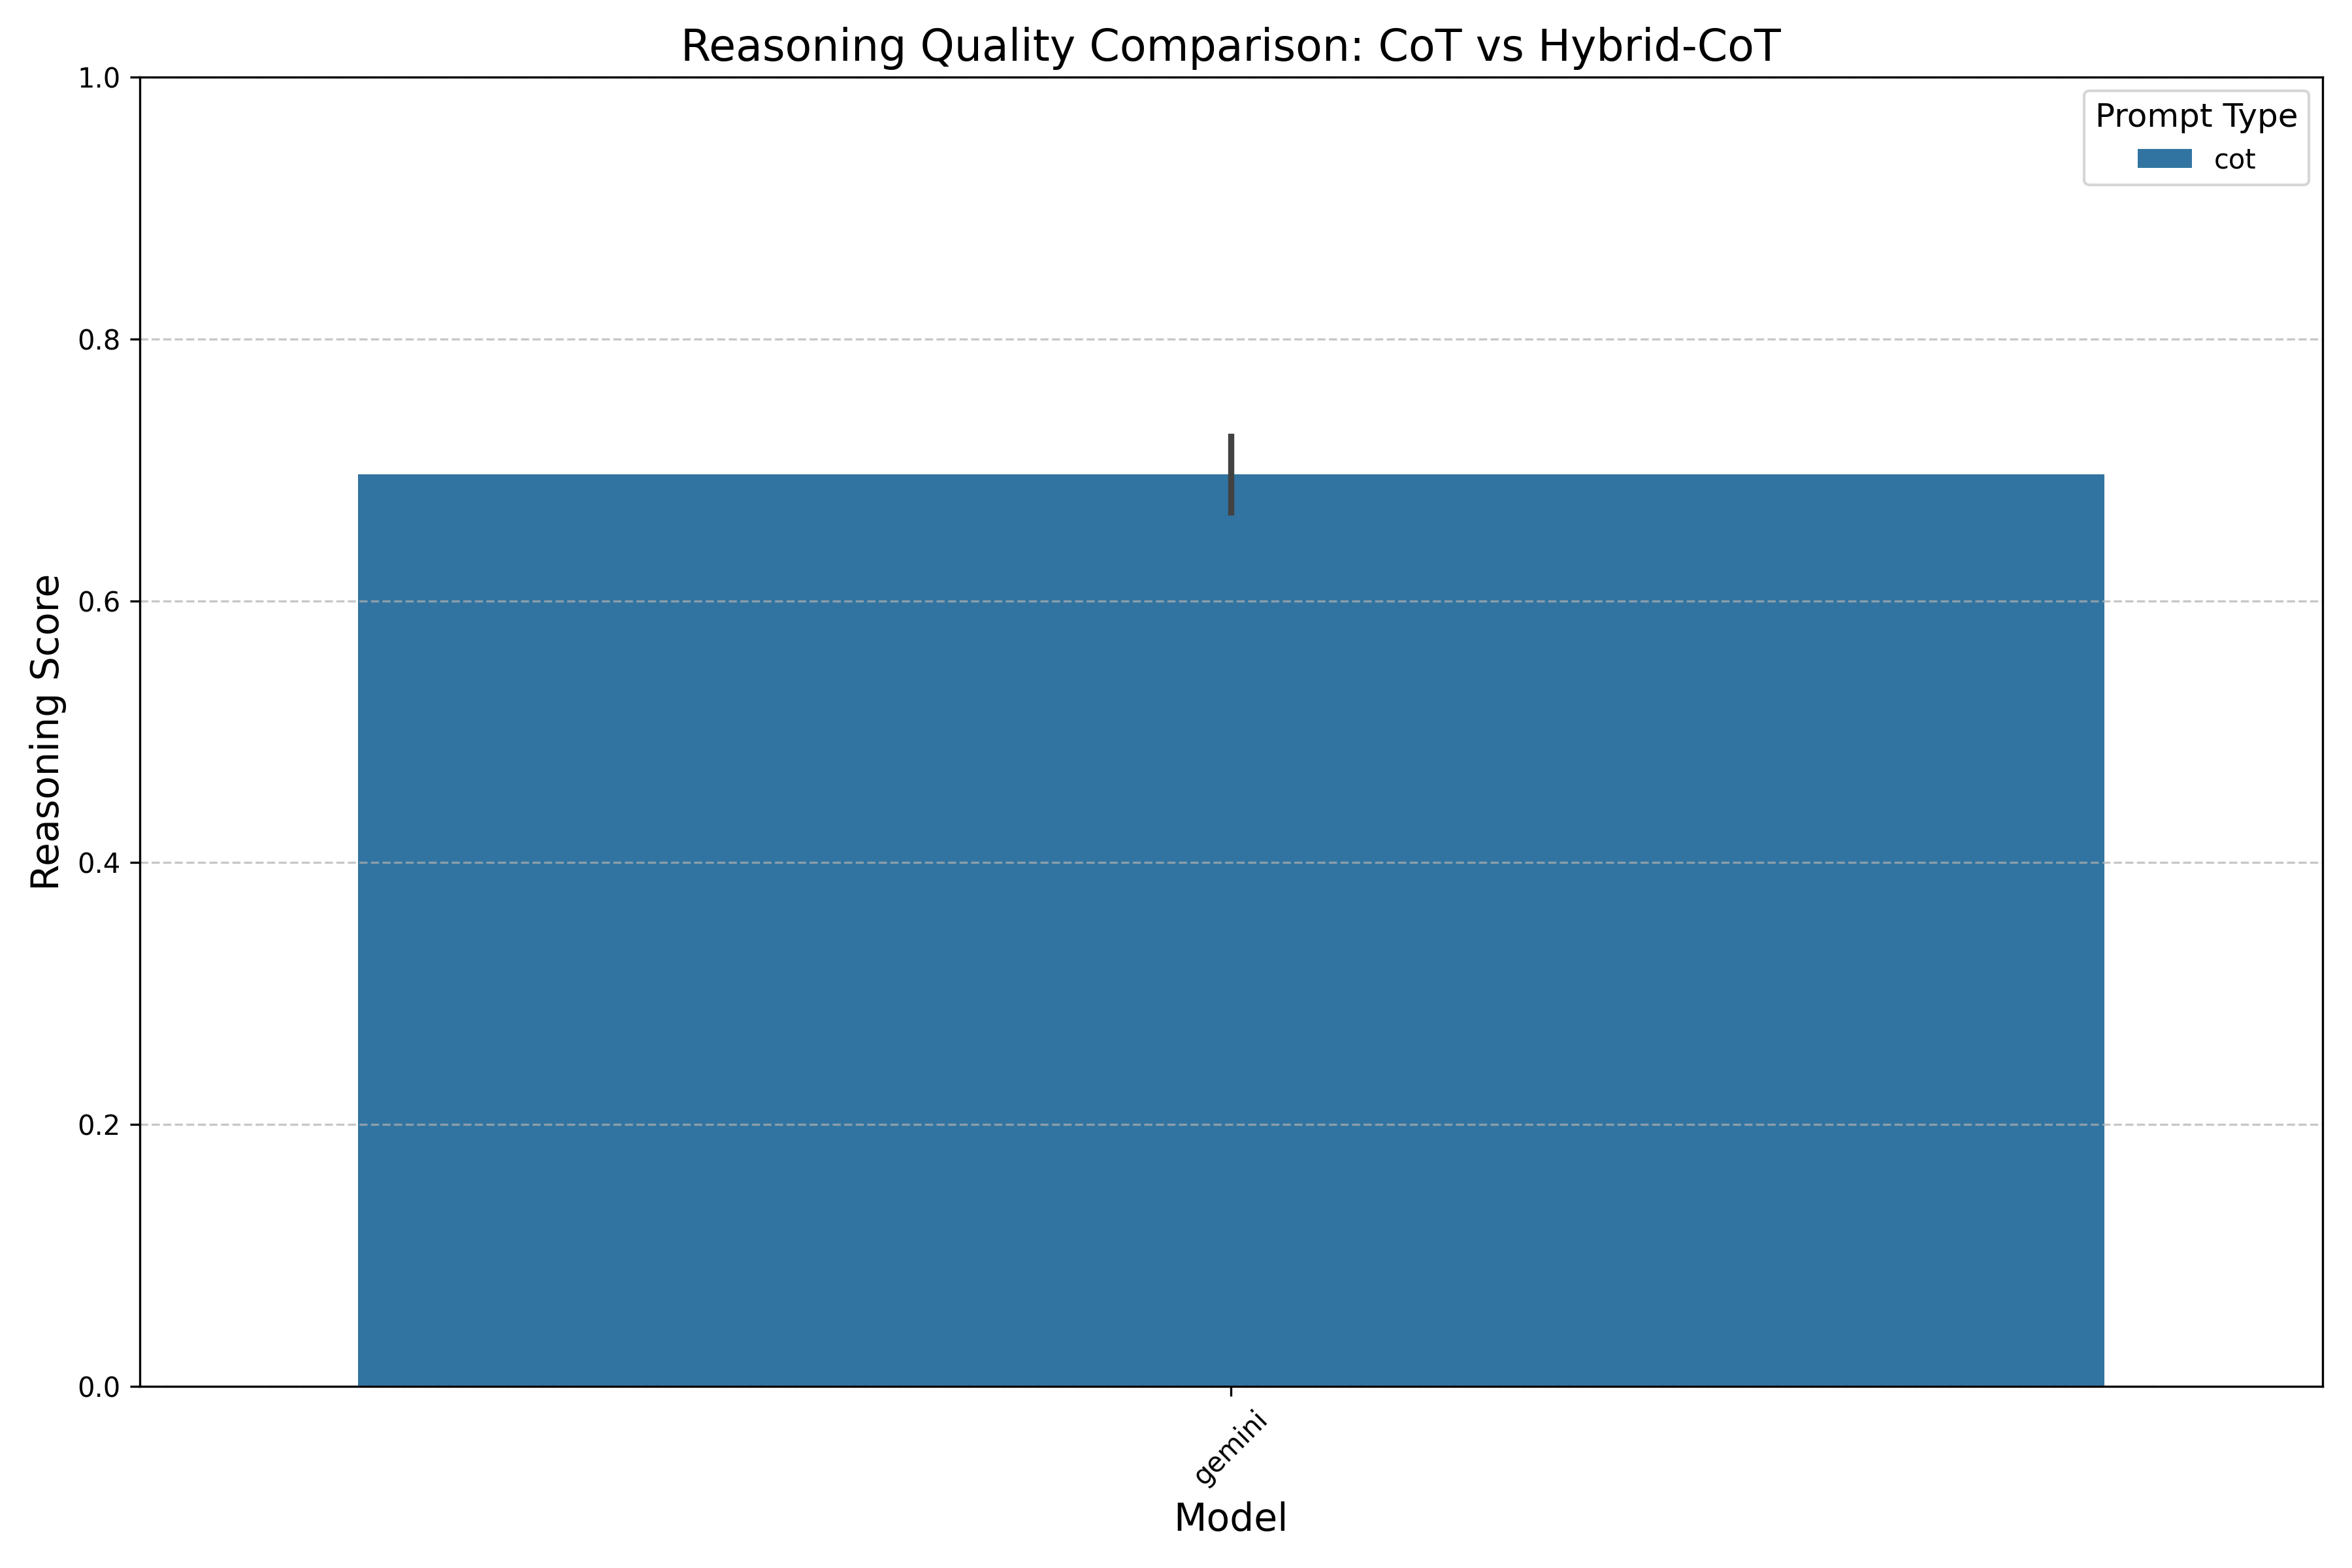 Reasoning Quality Comparison: CoT vs Hybrid-CoT
Prompt Type
cot
Reasoning Score
1.0
0.8
0.6
0.4
0.2
0.0
gemini
Model